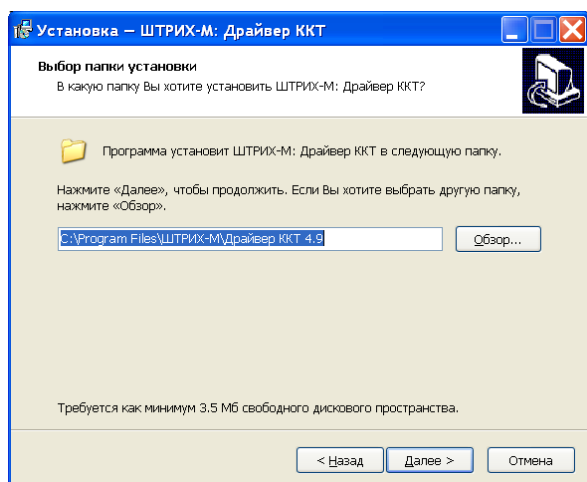 Установка — ШТРИХ-М: Драйвер ККТ
Выбор папки установки
В какую папку Вы хотите установить ШТРИХ-М: Драйвер ККТ?
Программа установит ШТРИХ-М: Драйвер ККТ в следующую папку.
Нажмите «Далее», чтобы продолжить. Если Вы хотите выбрать другую папку,
нажмите «Обзор».
C:\Program Files\ШТРИХ-М\Драйвер ККТ 4.9
Обзор...
Требуется как минимум 3.5 Мб свободного дискового пространства.
< Назад
Далее >
Отмена